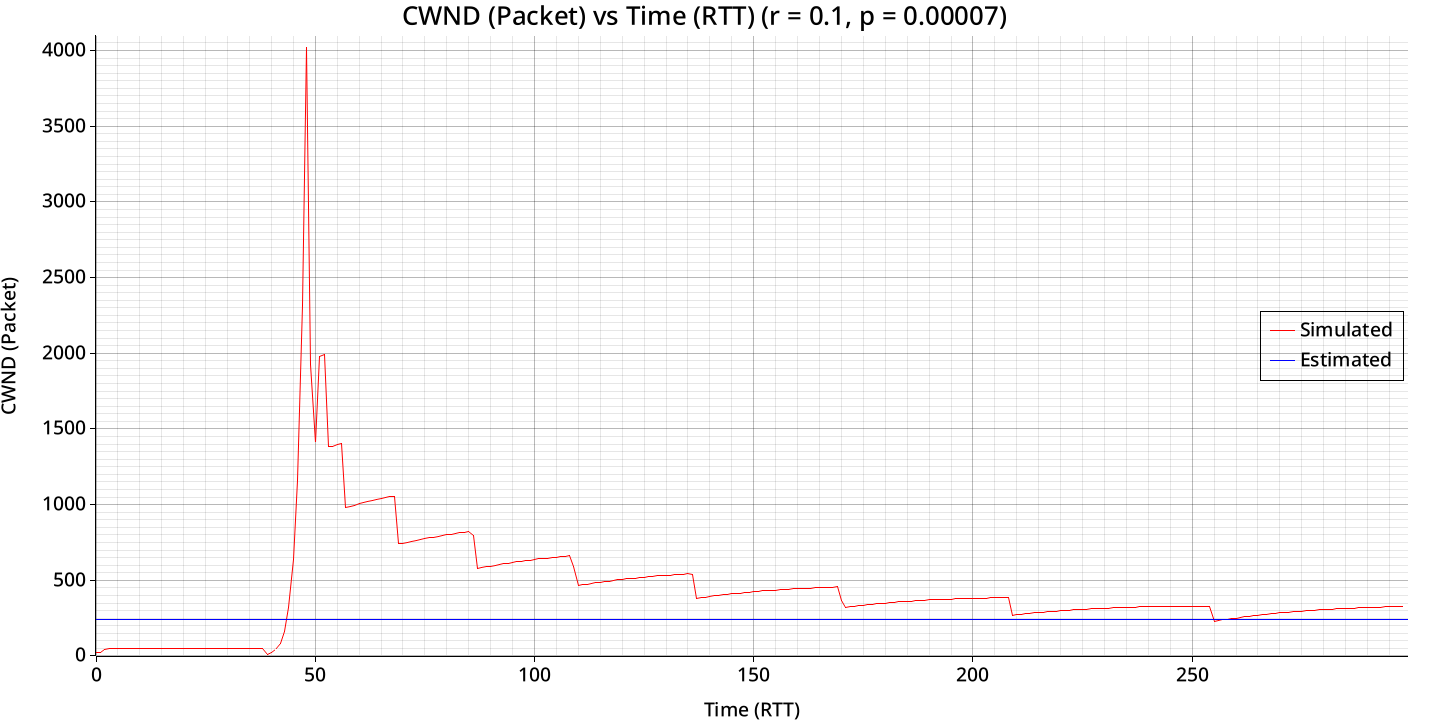 CWND (Packet) vs Time (RTT) (r = 0.1, p = 0.00007)
CWND (Packet)
4000
3500
3000
2500
2000
1500
1000
500
0
Simulated
Estimated
0 50 100 150 200 250
Time (RTT)